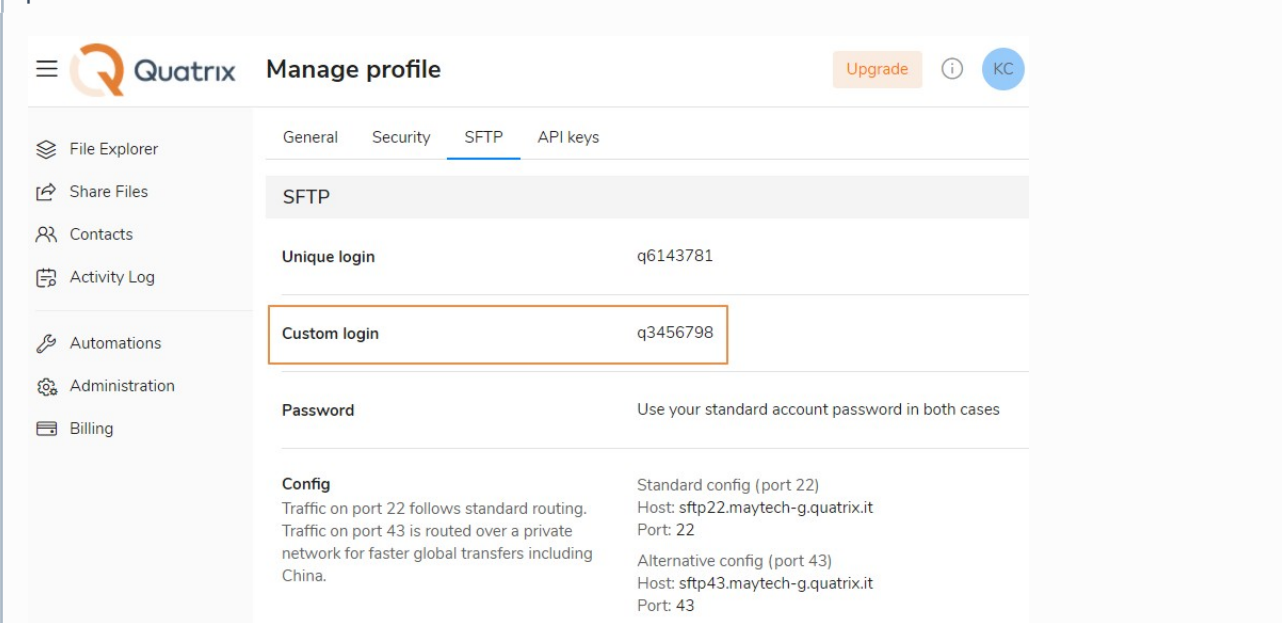 Quatrix
Manage profile
Upgrade
KC
File Explorer
Share Files
Contacts
Activity Log
Automations
Administration
Billing
General Security SFTP API keys
SFTP
Unique login q6143781
Custom login q3456798
Password Use your standard account password in both cases
Config
Traffic on port 22 follows standard routing.
Traffic on port 43 is routed over a private
network for faster global transfers including
China.
Standard config (port 22)
Host: sftp22.maytech-g.quatrix.it
Port: 22
Alternative config (port 43)
Host: sftp43.maytech-g.quatrix.it
Port: 43